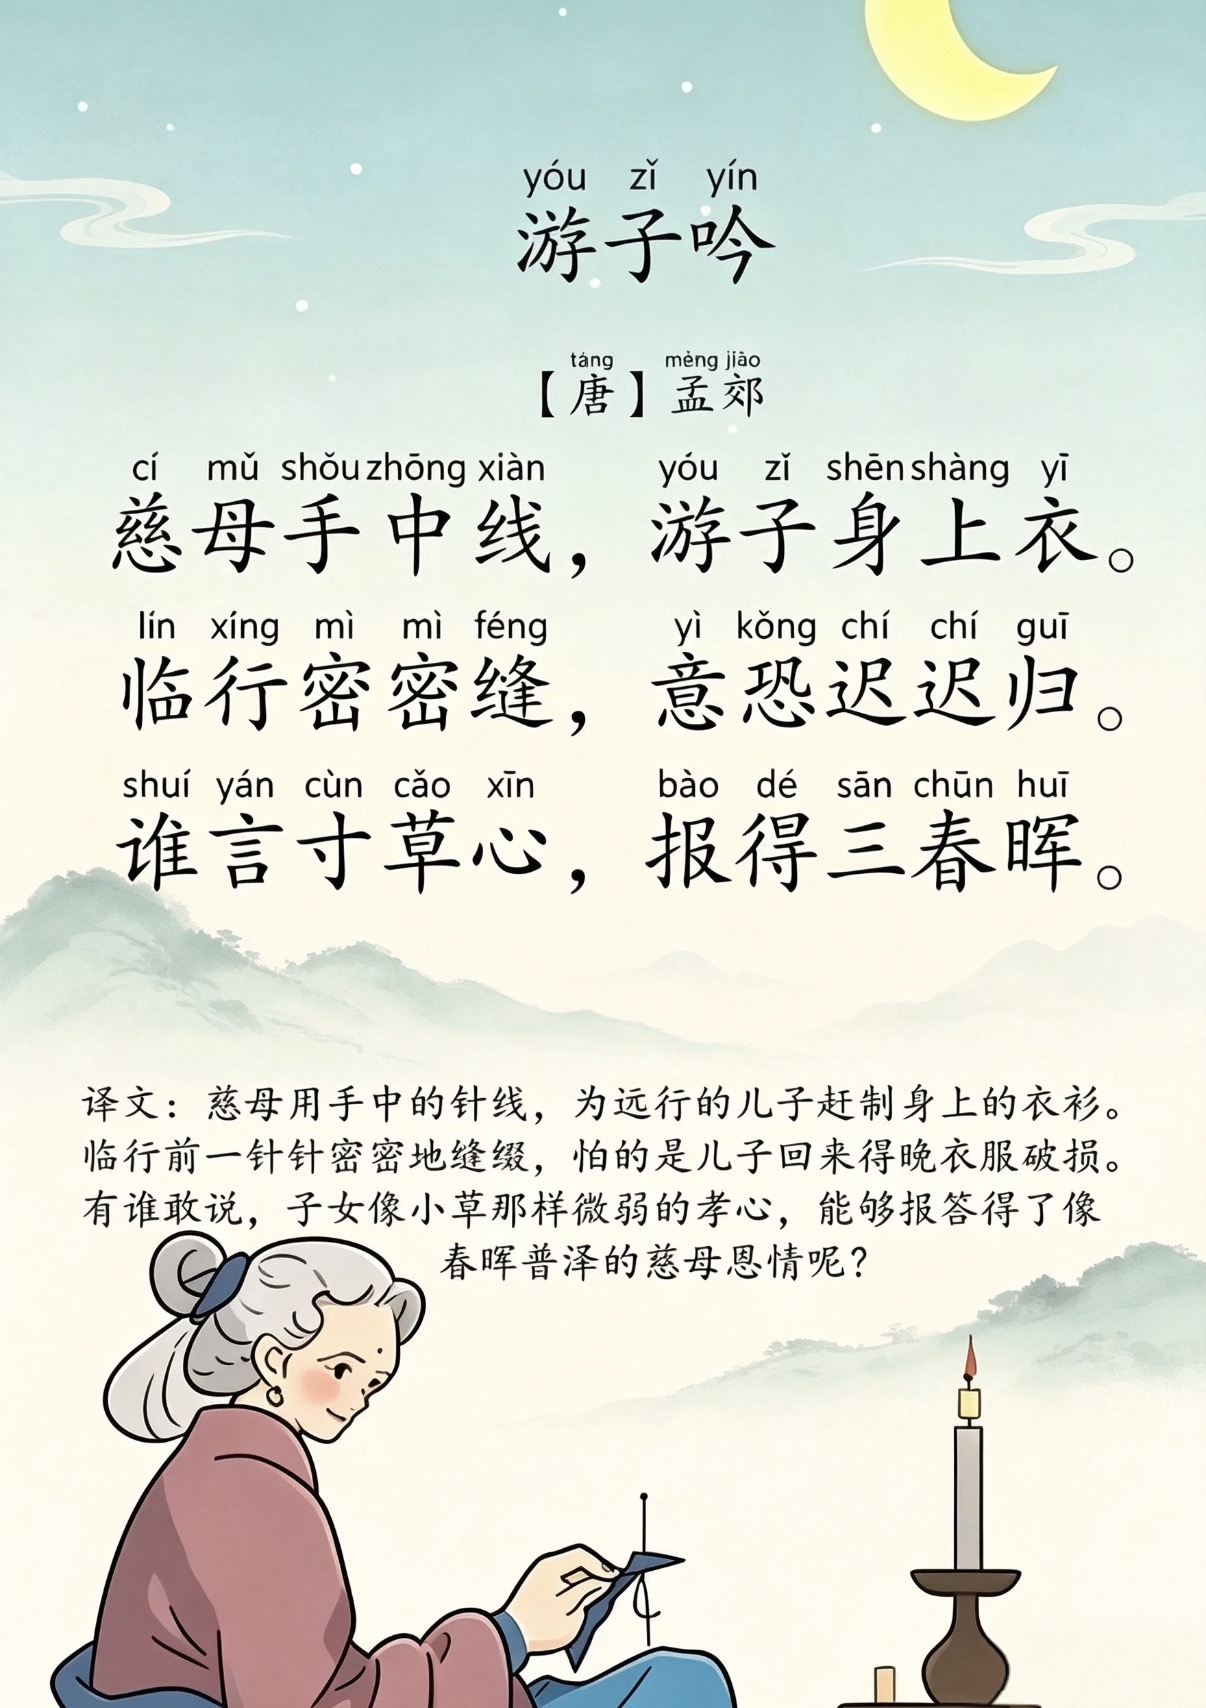 yóu zǐ yín
游子吟
táng mèng jiāo
【唐】孟郊
cí mǔ shǒu zhōng xiàn yóu zǐ shēn shàng yī
慈母手中线，游子身上衣。
lín xíng mì mì féng yì kǒng chí chí guī
临行密密缝，意恐迟迟归。
shuí yán cùn cǎo xīn bào dé sān chūn huī
谁言寸草心，报得三春晖。
译文：慈母用手中的针线，为远行的儿子赶制身上的衣衫。
临行前一针针密密地缝缀，怕的是儿子回来得晚衣服破损。
有谁敢说，子女像小草那样微弱的孝心，能够报答得了像
春晖普泽的慈母恩情呢？